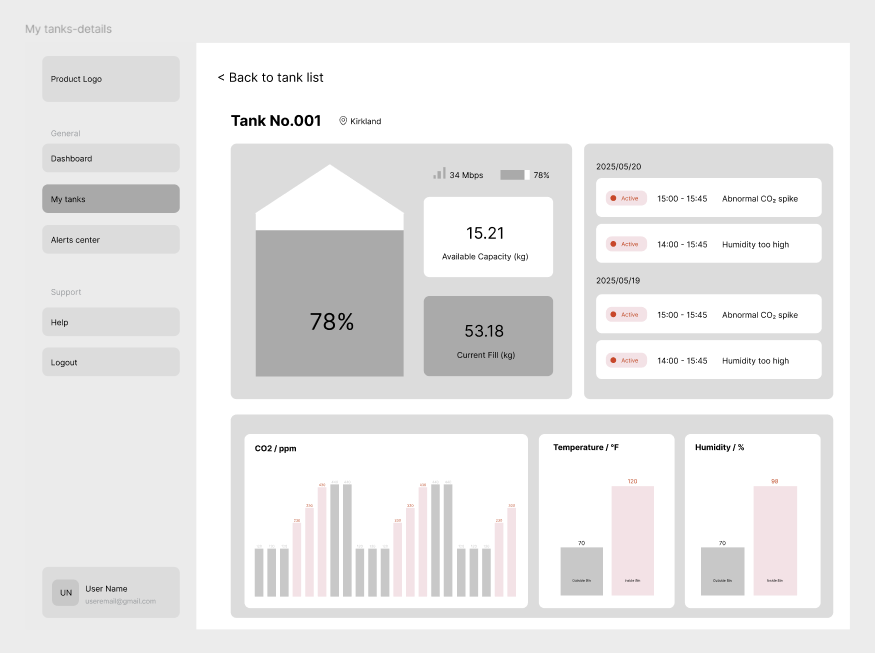 My tanks-details
Product Logo
General
Dashboard
My tanks
Alerts center
Support
Help
Logout
UN
User Name
useremail@gmail.com
< Back to tank list
Tank No.001
Kirkland
34 Mbps
78%
78%
15.21
Available Capacity (kg)
53.18
Current Fill (kg)
2025/05/20
Active 15:00 - 15:45 Abnormal CO₂ spike
Active 14:00 - 15:45 Humidity too high
2025/05/19
Active 15:00 - 15:45 Abnormal CO₂ spike
Active 14:00 - 15:45 Humidity too high
CO2 / ppm
Temperature / °F
70
120
Outside Bin
Inside Bin
Humidity / %
70
98
Outside Bin
Inside Bin